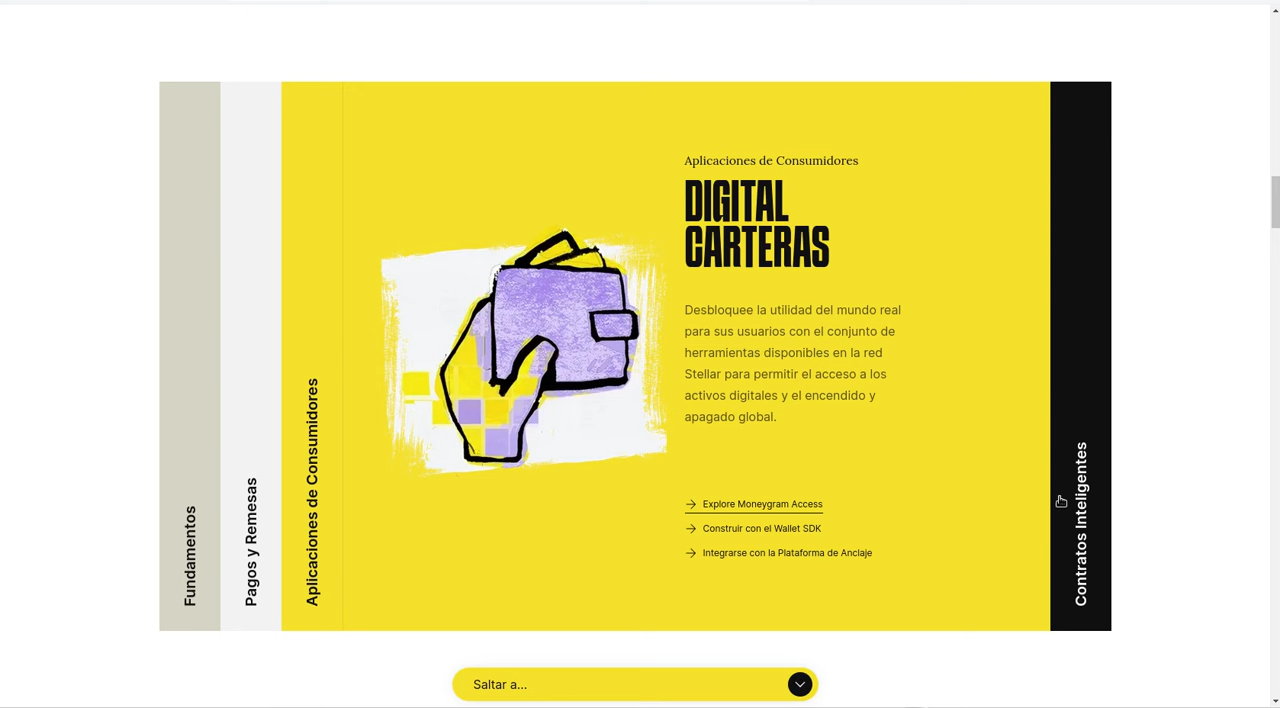 Fundamentos
Pagos y Remesas
Aplicaciones de Consumidores
Aplicaciones de Consumidores
DIGITAL
CARTERAS
Desbloquee la utilidad del mundo real
para sus usuarios con el conjunto de
herramientas disponibles en la red
Stellar para permitir el acceso a los
activos digitales y el encendido y
apagado global.
Explore Moneygram Access
Construir con el Wallet SDK
Integrarse con la Plataforma de Anclaje
Contratos Inteligentes
Saltar a...